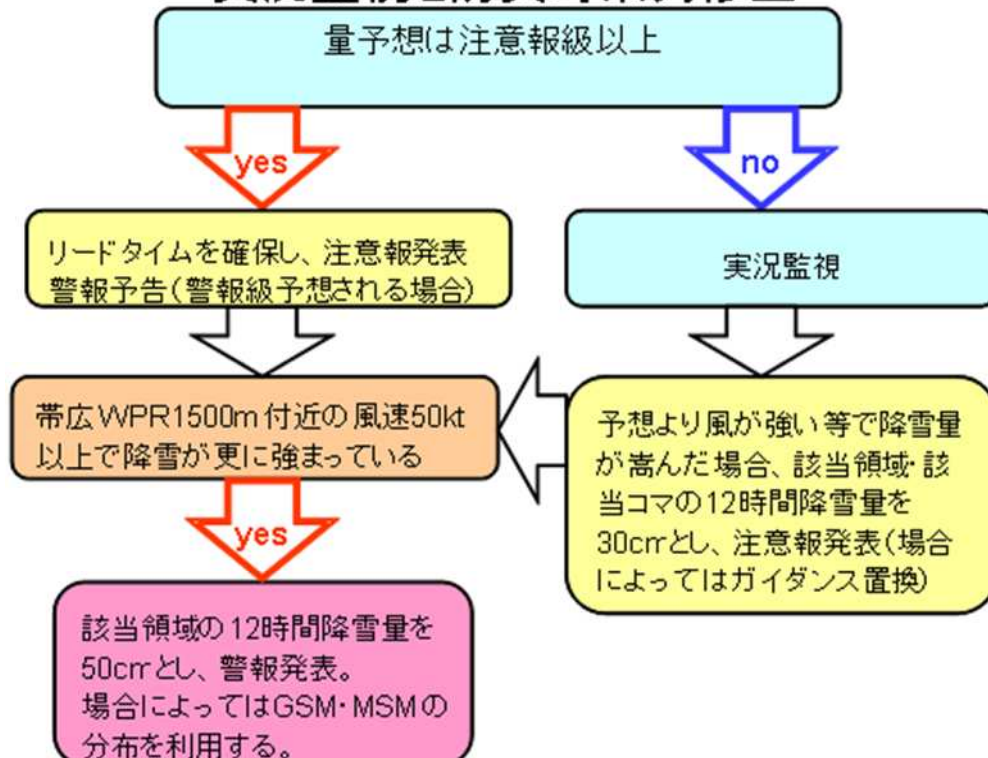 量予想は注意報級以上
yes
no
リードタイムを確保し、注意報発表
警報予告(警報級予想される場合)
実況監視
帯広WPR1500m付近の風速50kt
以上で降雪が更に強まっている
予想より風が強い等で降雪量
が嵩んだ場合、該当領域・該
当コマの12時間降雪量を
30cmとし、注意報発表(場合
によってはガイダンス置換)
yes
該当領域の12時間降雪量を
50cmとし、警報発表。
場合によってはGSM・MSMの
分布を利用する。